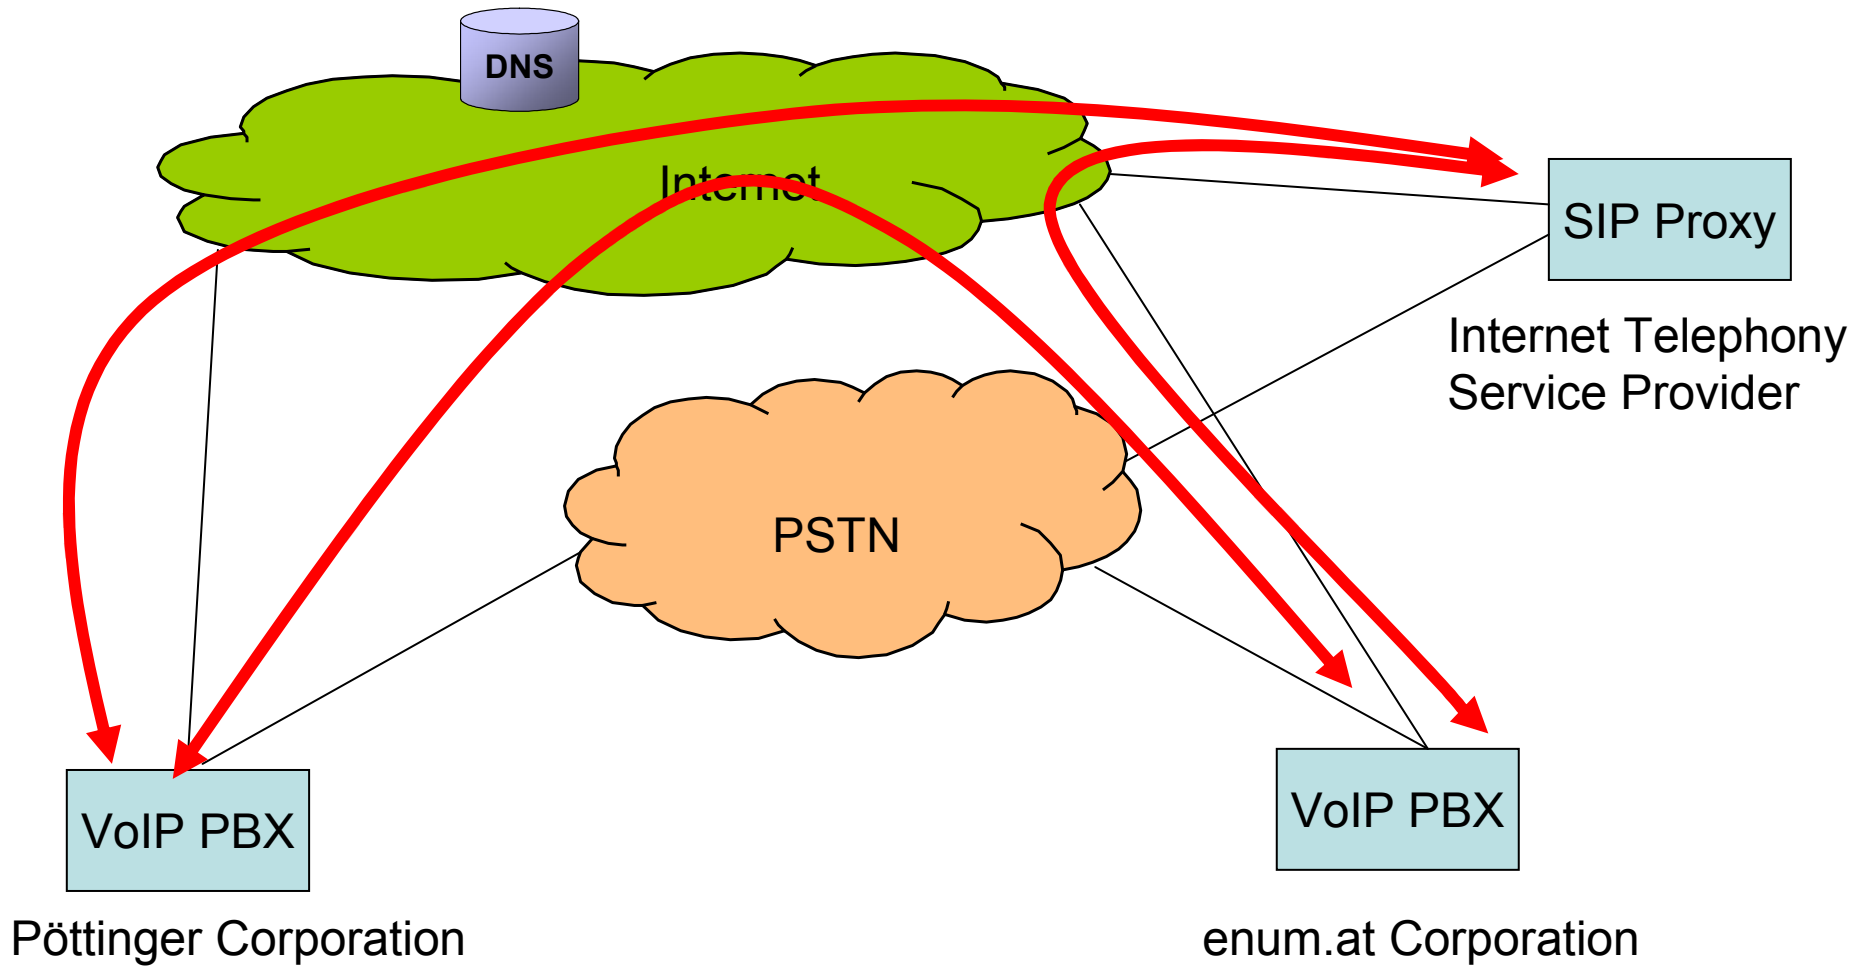 DNS
Internet
SIP Proxy
Internet Telephony
Service Provider
PSTN
VoIP PBX
VoIP PBX
Pöttinger Corporation
enum.at Corporation